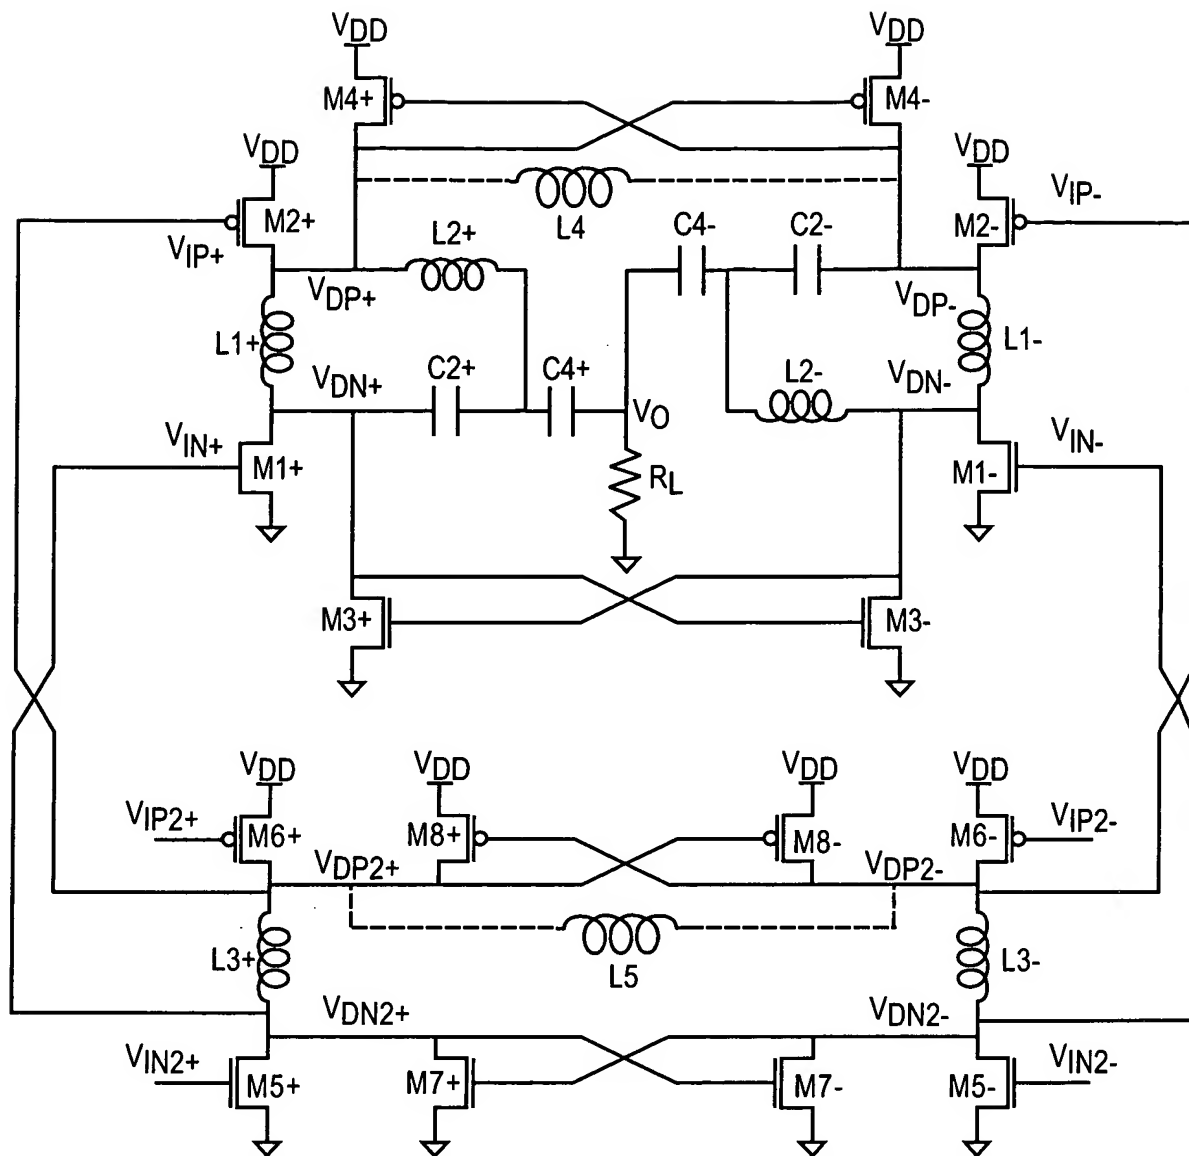 VDD VDD
M4+ M4-
VDD VDD
M2+ L4 C4- C2- M2- VIP-
VIP+ L2+
VDP+ VDP-
L1+ L1-
VDN+ C2+ C4+ L2- VDN-
VIN+ VO VIN-
M1+ RL M1-
M3+ M3-
VDD VDD VDD VDD
VIP2+ M6+ M8+ M8- M6- VIP2-
VDP2+ VDP2-
L3+ L5 L3-
VDN2+ VDN2-
VIN2+ VIN2-
M5+ M7+ M7- M5-